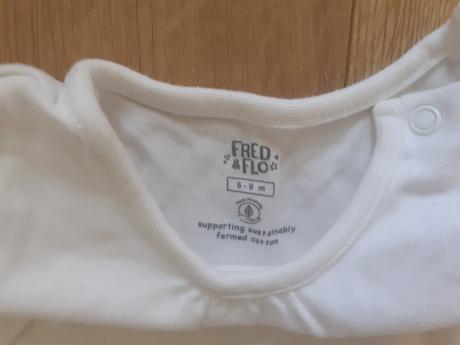 FRED
& FLO
6-9 m
supporting sustainably
farmed cotton